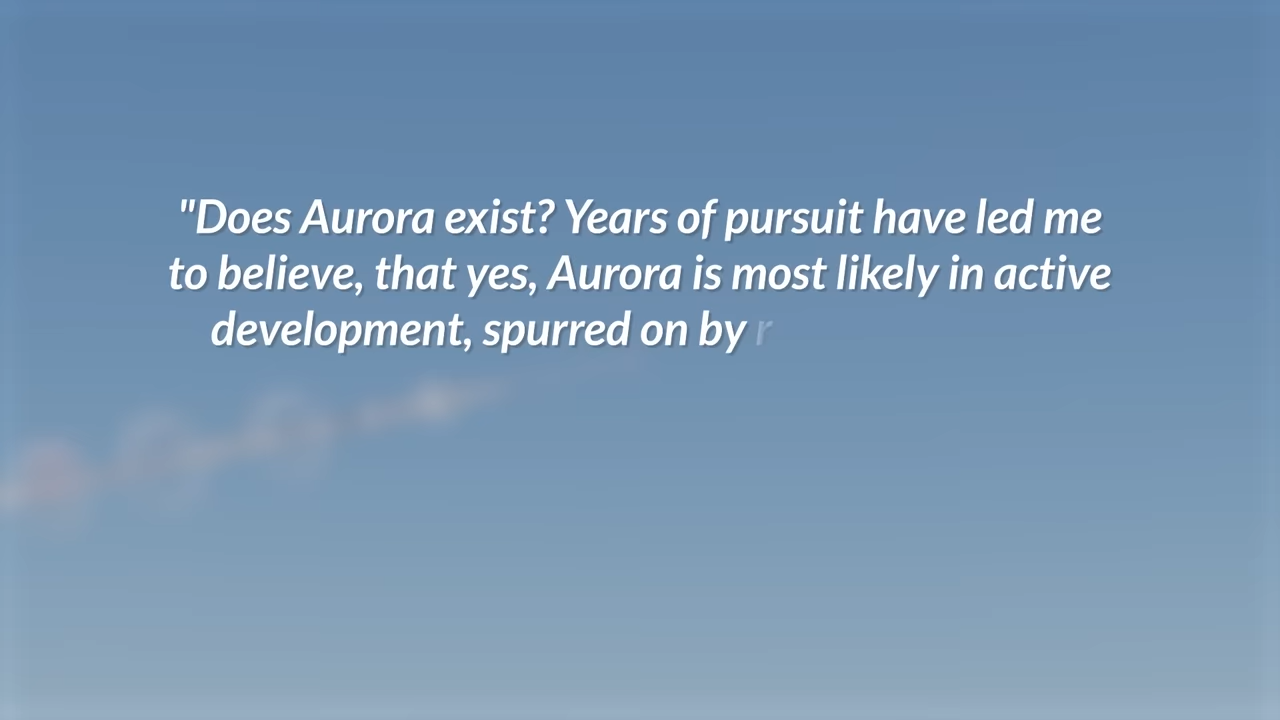 "Does Aurora exist? Years of pursuit have led me
to believe, that yes, Aurora is most likely in active
development, spurred on by r